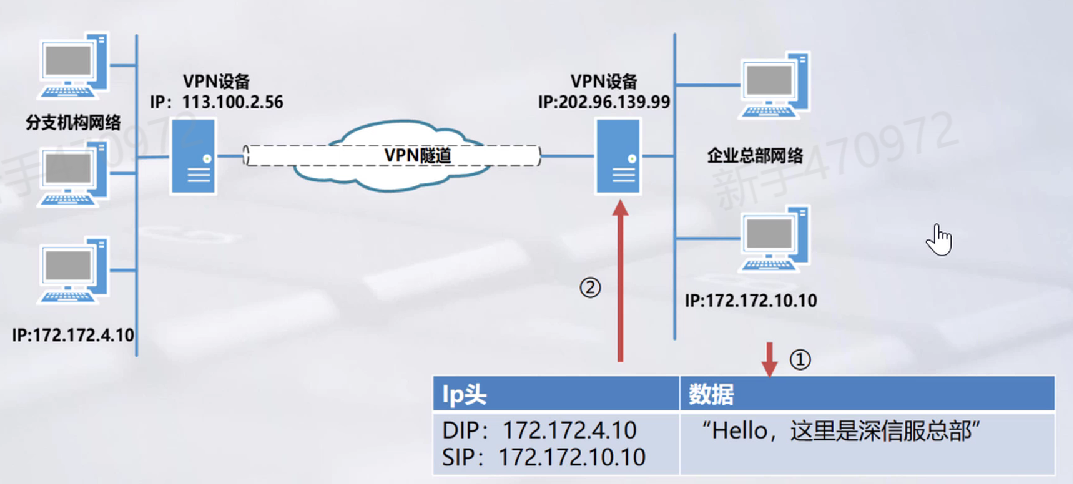 VPN设备
IP：113.100.2.56
VPN设备
IP:202.96.139.99
分支机构网络
VPN隧道
企业总部网络
新手470972
新手470972
②
IP:172.172.10.10
IP:172.172.4.10
①
Ip头
数据
DIP：172.172.4.10
“Hello，这里是深信服总部”
SIP：172.172.10.10